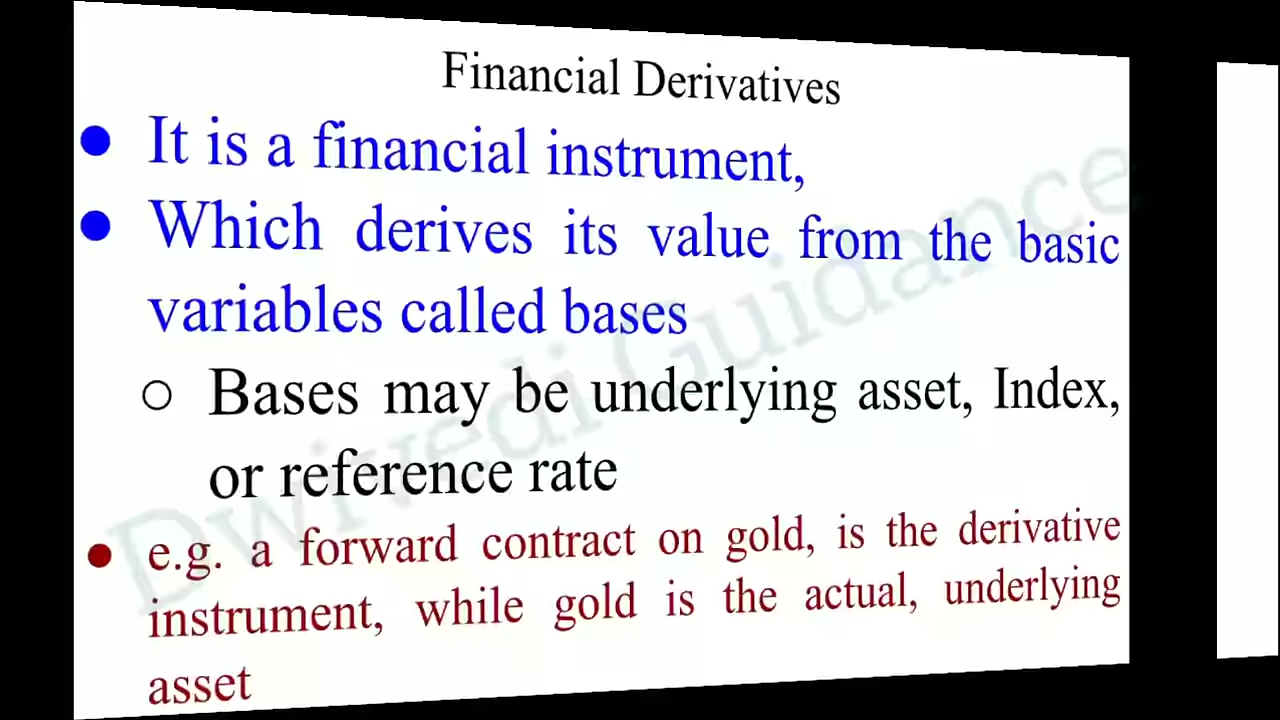 Financial Derivatives
● It is a financial instrument,
● Which derives its value from the basic
variables called bases
○ Bases may be underlying asset, Index,
or reference rate
● e.g. a forward contract on gold, is the derivative
instrument, while gold is the actual, underlying
asset
Dwivedi Guidance